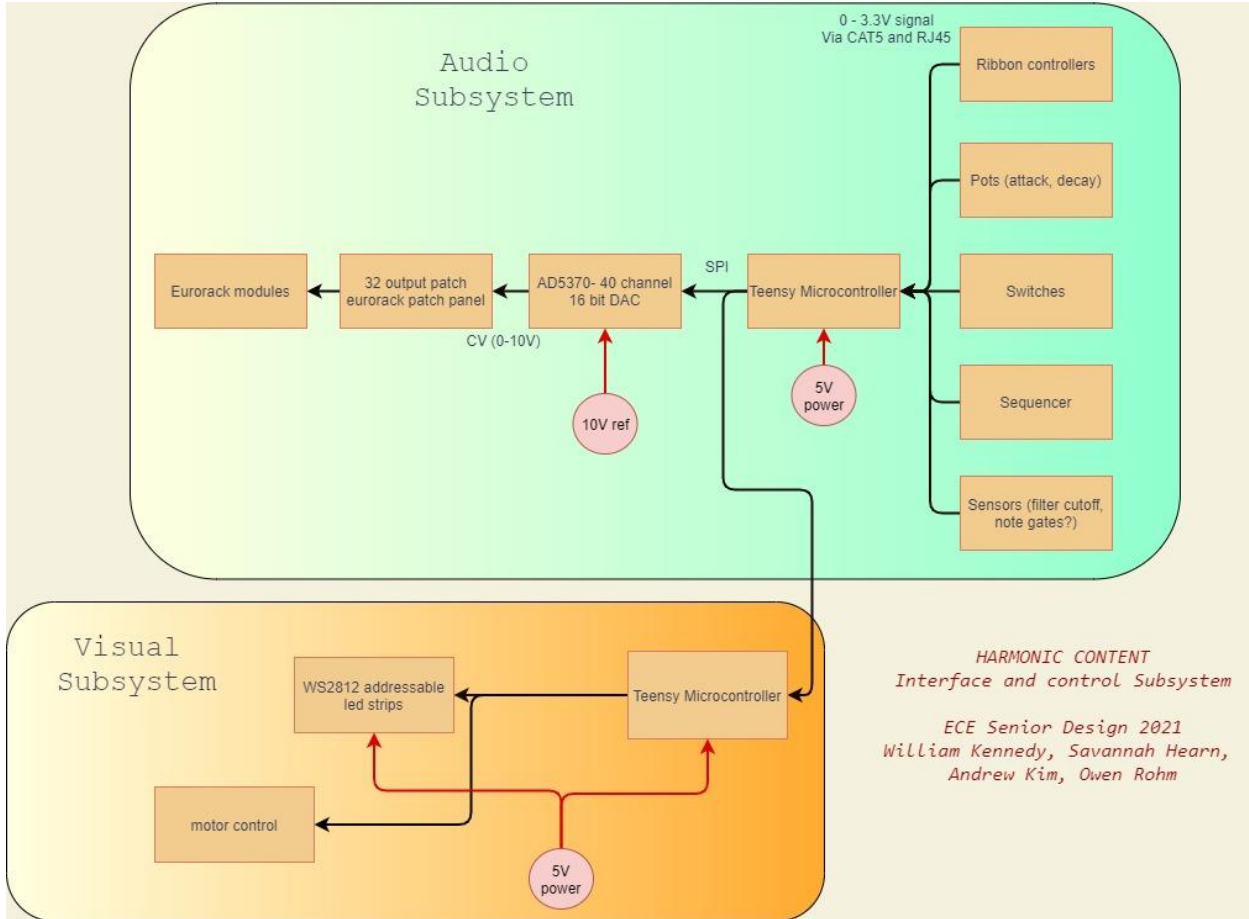 0 - 3.3V signal
Via CAT5 and RJ45
Audio
Subsystem
Ribbon controllers
Pots (attack, decay)
Eurorack modules
32 output patch
eurorack patch panel
AD5370- 40 channel
16 bit DAC
SPI
Teensy Microcontroller
Switches
CV (0-10V)
10V ref
5V
power
Sequencer
Sensors (filter cutoff,
note gates?)
Visual
Subsystem
WS2812 addressable
led strips
Teensy Microcontroller
motor control
5V
power
HARMONIC CONTENT
Interface and control Subsystem
ECE Senior Design 2021
William Kennedy, Savannah Hearn,
Andrew Kim, Owen Rohm